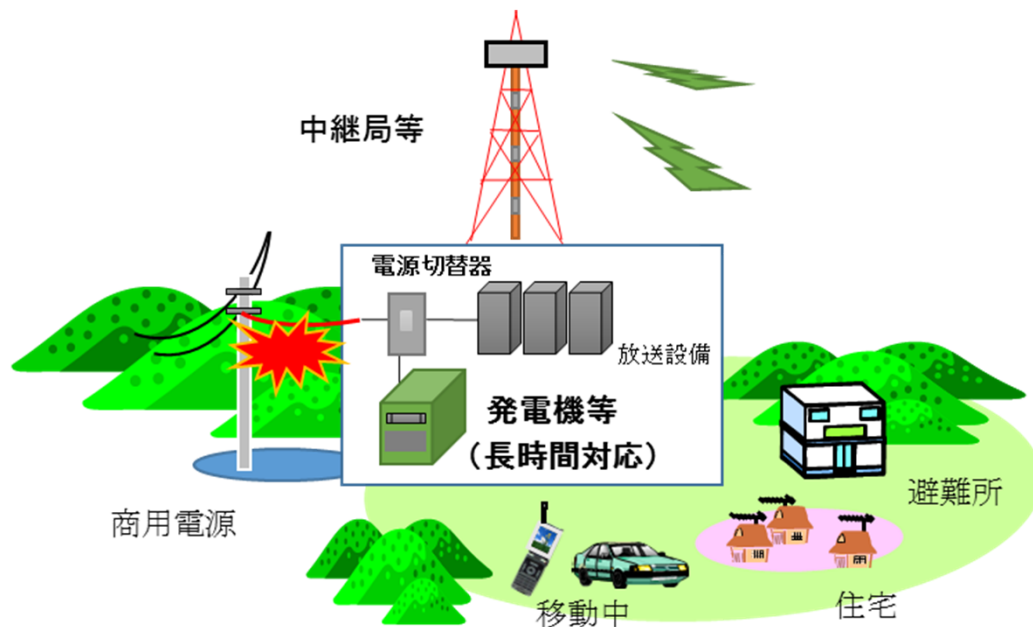 中継局等
電源切替器
放送設備
発電機等
（長時間対応）
商用電源
避難所
移動中
住宅